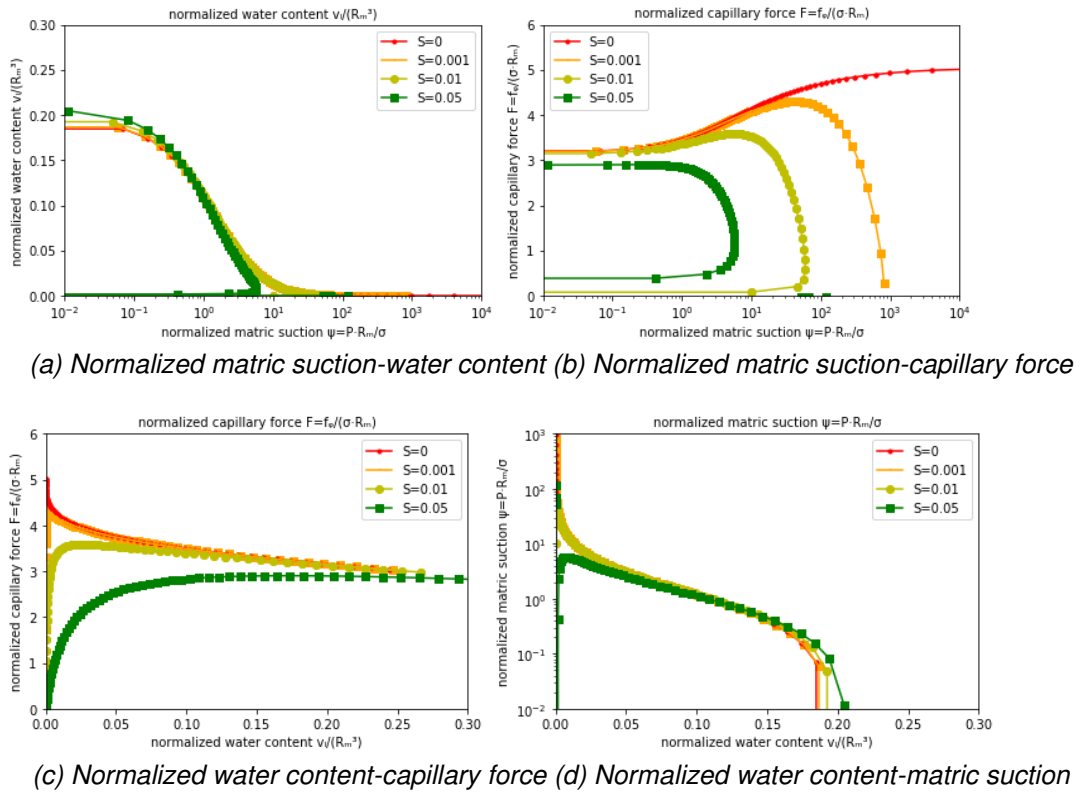 normalized water content vₗ/(Rₘ³)
normalized water content vₗ/(Rₘ³)
0.30
0.25
0.20
0.15
0.10
0.05
0.00
S=0
S=0.001
S=0.01
S=0.05
10⁻² 10⁻¹ 10⁰ 10¹ 10² 10³ 10⁴
normalized matric suction ψ=P·Rₘ/σ
normalized capillary force F=fₑ/(σ·Rₘ)
normalized capillary force F=fₑ/(σ·Rₘ)
6
5
4
3
2
1
0
S=0
S=0.001
S=0.01
S=0.05
10⁻² 10⁻¹ 10⁰ 10¹ 10² 10³ 10⁴
normalized matric suction ψ=P·Rₘ/σ
(a) Normalized matric suction-water content (b) Normalized matric suction-capillary force
normalized capillary force F=fₑ/(σ·Rₘ)
normalized capillary force F=fₑ/(σ·Rₘ)
6
5
4
3
2
1
0
S=0
S=0.001
S=0.01
S=0.05
0.00 0.05 0.10 0.15 0.20 0.25 0.30
normalized water content vₗ/(Rₘ³)
normalized matric suction ψ=P·Rₘ/σ
normalized matric suction ψ=P·Rₘ/σ
10³
10²
10¹
10⁰
10⁻¹
10⁻²
S=0
S=0.001
S=0.01
S=0.05
0.00 0.05 0.10 0.15 0.20 0.25 0.30
normalized water content vₗ/(Rₘ³)
(c) Normalized water content-capillary force (d) Normalized water content-matric suction